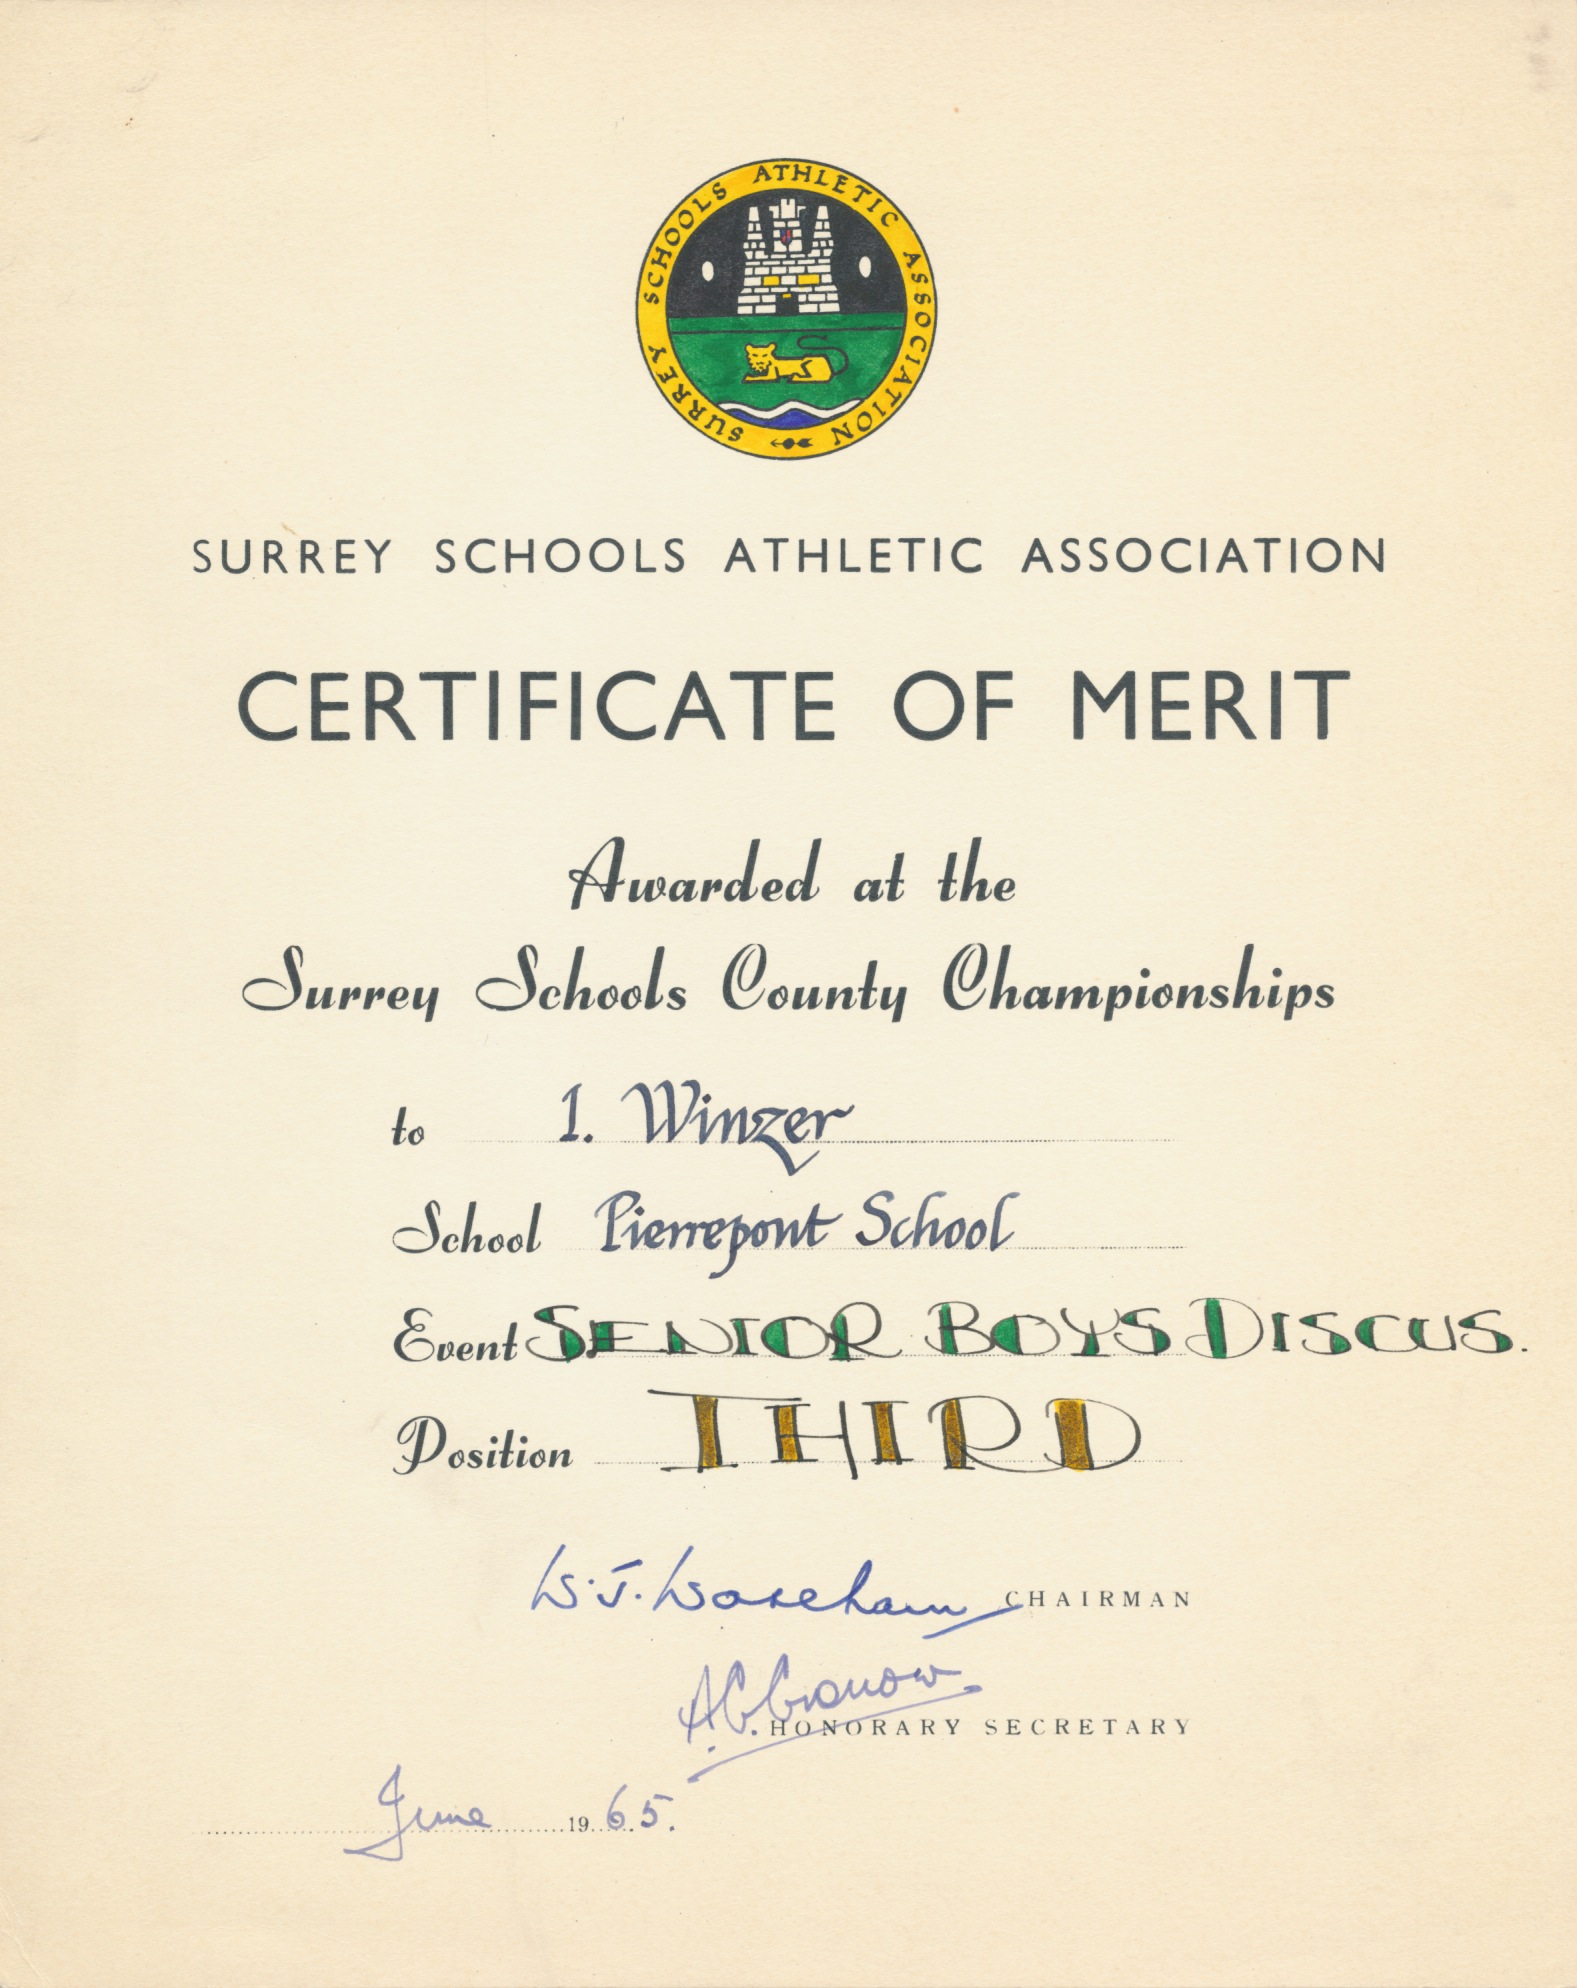 SURREY SCHOOLS ATHLETIC ASSOCIATION
SURREY SCHOOLS ATHLETIC ASSOCIATION
CERTIFICATE OF MERIT
Awarded at the
Surrey Schools County Championships
to I. Winzer
School Pierrepont School
Event SENIOR BOYS DISCUS.
Position THIRD
W. J. Wareham CHAIRMAN
HONORARY SECRETARY
June 1965.